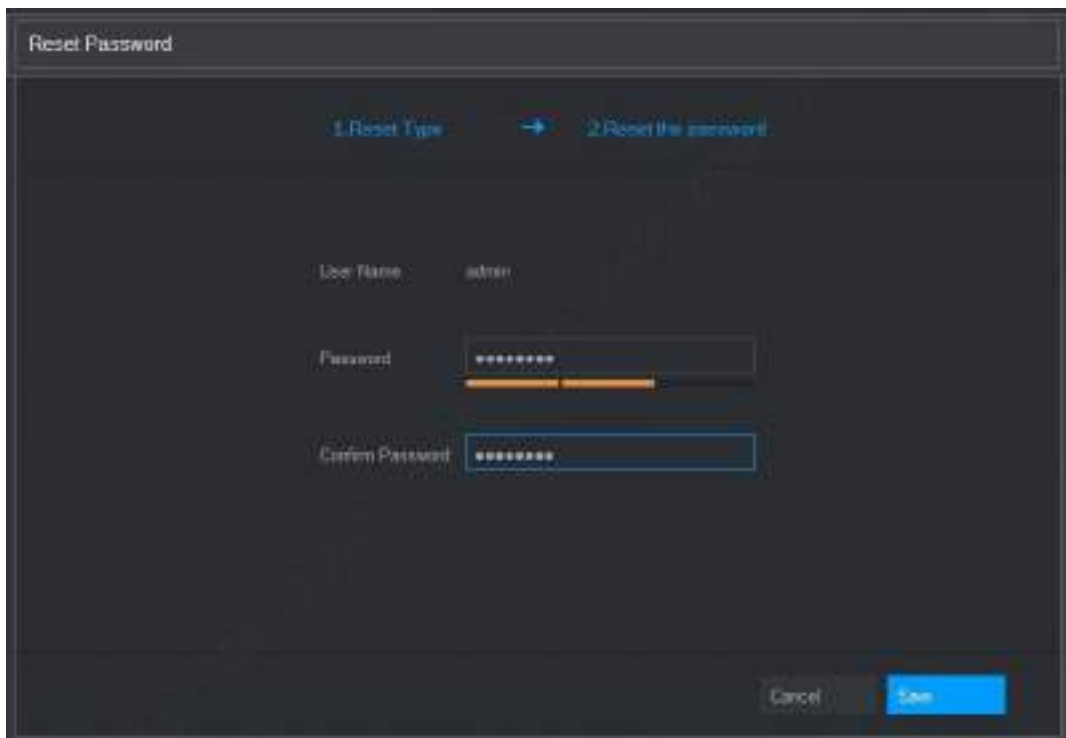 Reset Password
1.Reset Type → 2.Reset the password
User Name admin
Password ••••••••
Confirm Password ••••••••
Cancel Save